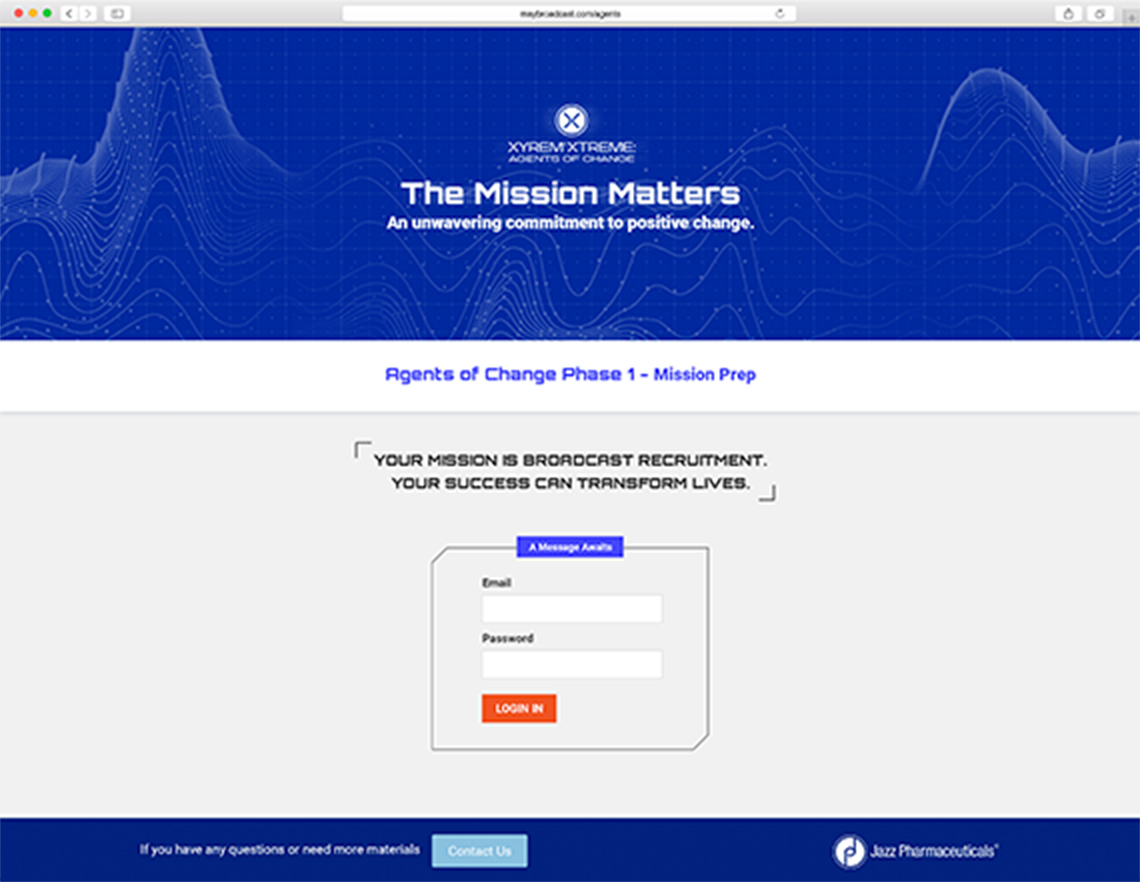 maybroadcast.com/agents
XYREM XTREME:
AGENTS OF CHANGE
The Mission Matters
An unwavering commitment to positive change.
Agents of Change Phase 1 - Mission Prep
YOUR MISSION IS BROADCAST RECRUITMENT.
YOUR SUCCESS CAN TRANSFORM LIVES.
A Message Awaits
Email
Password
LOGIN IN
If you have any questions or need more materials
Contact Us
Jazz Pharmaceuticals